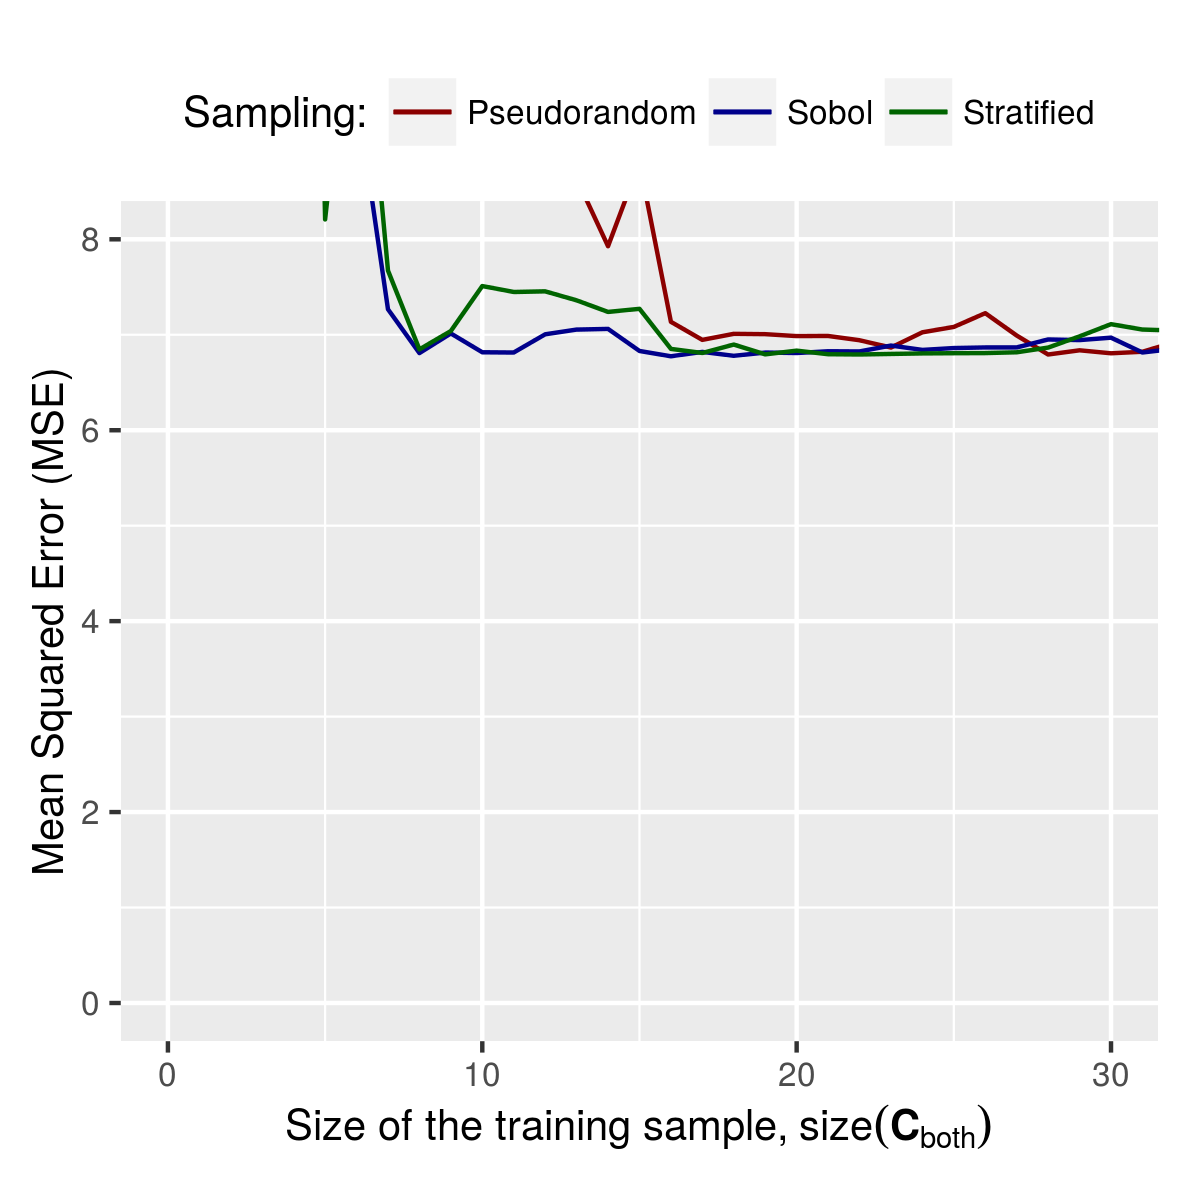 Sampling: Pseudorandom Sobol Stratified
Mean Squared Error (MSE)
8
6
4
2
0
0 10 20 30
Size of the training sample, size(C_both)